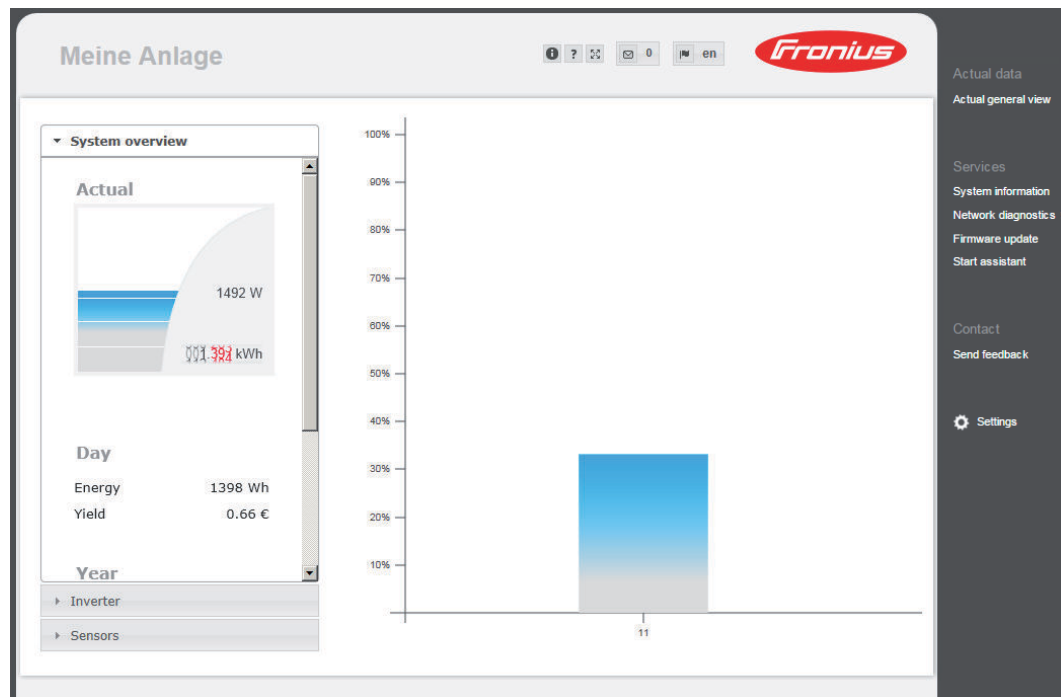 Meine Anlage
i ? 0 en
Fronius
System overview
Actual
1492 W
kWh
Day
Energy 1398 Wh
Yield 0.66 €
Year
Inverter
Sensors
100%
90%
80%
70%
60%
50%
40%
30%
20%
10%
11
Actual data
Actual general view
Services
System information
Network diagnostics
Firmware update
Start assistant
Contact
Send feedback
Settings